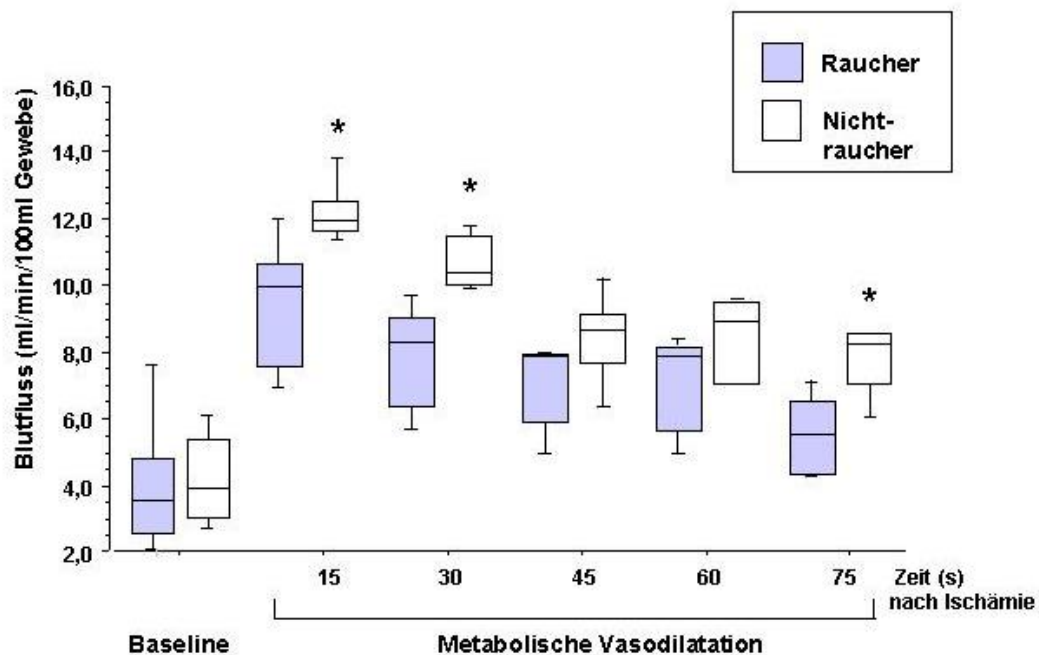 Raucher
Nicht-
raucher
Blutfluss (ml/min/100ml Gewebe)
16,0
14,0
12,0
10,0
8,0
6,0
4,0
2,0
*
*
*
15 30 45 60 75 Zeit (s)
nach Ischämie
Baseline Metabolische Vasodilatation